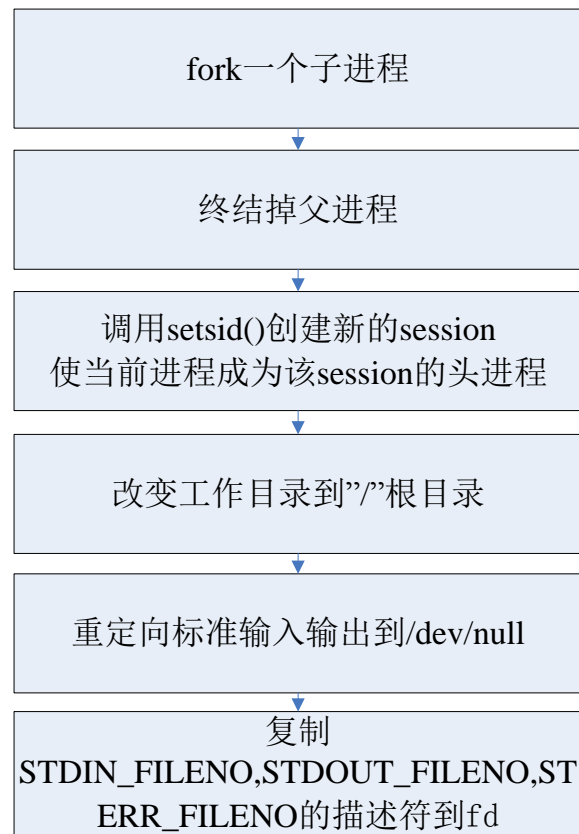 fork一个子进程
终结掉父进程
调用setsid()创建新的session
使当前进程成为该session的头进程
改变工作目录到”/”根目录
重定向标准输入输出到/dev/null
复制
STDIN_FILENO,STDOUT_FILENO,ST
ERR_FILENO的描述符到fd